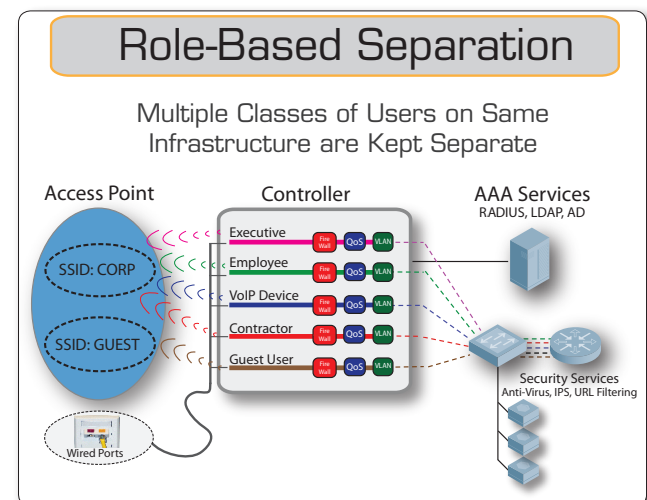 Role-Based Separation
Multiple Classes of Users on Same
Infrastructure are Kept Separate
Access Point
Controller
AAA Services
RADIUS, LDAP, AD
SSID: CORP
SSID: GUEST
Wired Ports
Executive
Fire
Wall
QoS
VLAN
Employee
Fire
Wall
QoS
VLAN
VoIP Device
Fire
Wall
QoS
VLAN
Contractor
Fire
Wall
QoS
VLAN
Guest User
Fire
Wall
QoS
VLAN
Security Services
Anti-Virus, IPS, URL Filtering